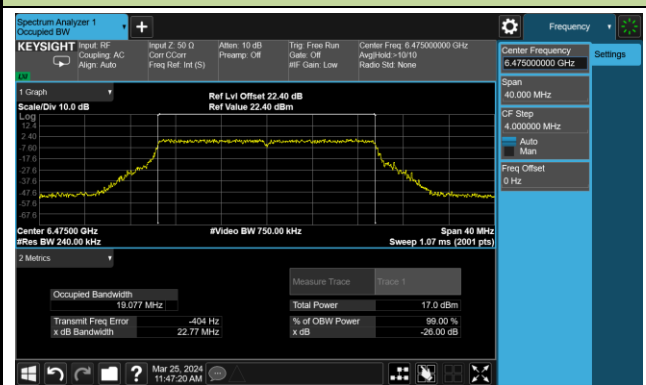 Spectrum Analyzer 1
Occupied BW
Frequency
KEYSIGHT
Input: RF
Coupling: AC
Align: Auto
Input Z: 50 Ω
Corr CCorr
Freq Ref: Int (S)
Atten: 10 dB
Preamp: Off
Trig: Free Run
Gate: Off
#IF Gain: Low
Center Freq: 6.475000000 GHz
Avg|Hold:>10/10
Radio Std: None
Center Frequency
6.475000000 GHz
Settings
Span
40.000 MHz
CF Step
4.000000 MHz
Auto
Man
Freq Offset
0 Hz
1 Graph
Scale/Div 10.0 dB
Ref Lvl Offset 22.40 dB
Ref Value 22.40 dBm
Log
12.4
2.40
-7.60
-17.6
-27.6
-37.6
-47.6
-57.6
-67.6
Center 6.47500 GHz
#Res BW 240.00 kHz
#Video BW 750.00 kHz
Span 40 MHz
Sweep 1.07 ms (2001 pts)
2 Metrics
Measure Trace
Trace 1
Occupied Bandwidth
19.077 MHz
Total Power
17.0 dBm
Transmit Freq Error
-404 Hz
% of OBW Power
99.00 %
x dB Bandwidth
22.77 MHz
x dB
-26.00 dB
?
Mar 25, 2024
11:47:20 AM